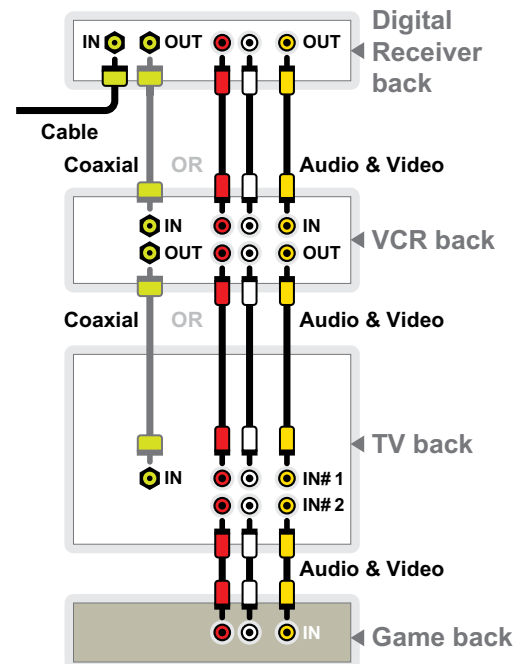 IN OUT OUT
Digital
Receiver
back
Cable
Coaxial OR Audio & Video
IN IN
OUT OUT
VCR back
Coaxial OR Audio & Video
TV back
IN IN# 1
IN# 2
Audio & Video
IN
Game back